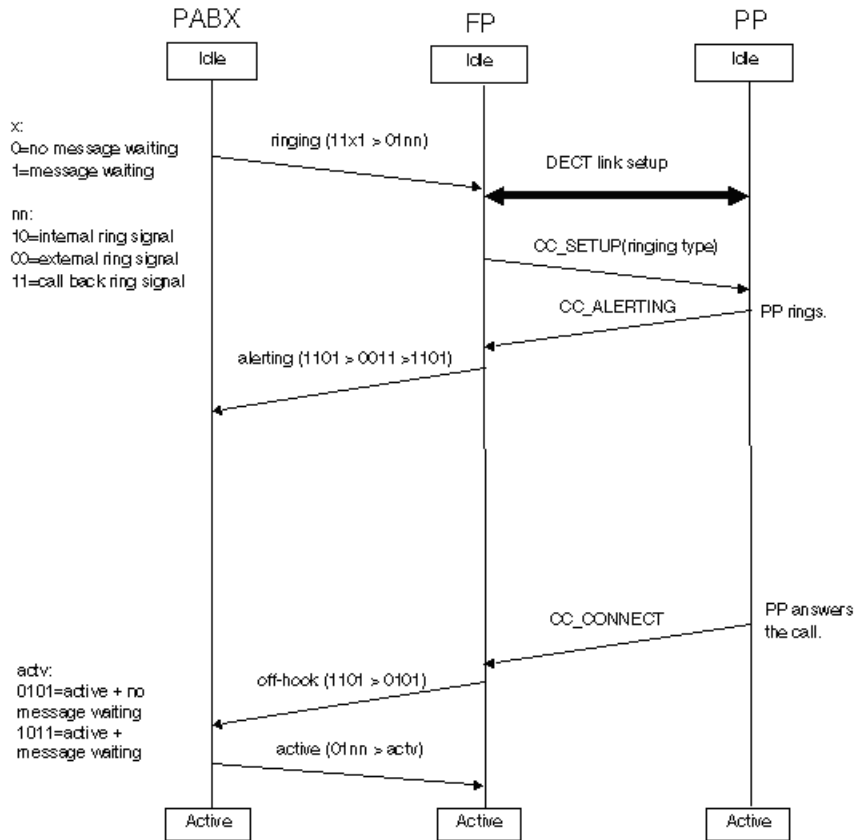 PABX
FP
PP
Idle
Idle
Idle
x:
0=no message waiting
1=message waiting
ringing (11x1 > 01nn)
DECT link setup
nn:
10=internal ring signal
00=external ring signal
11=call back ring signal
CC_SETUP(ringing type)
CC_ALERTING
PP rings.
alerting (1101 > 0011 >1101)
CC_CONNECT
PP answers
the call.
off-hook (1101 > 0101)
actv:
0101=active + no
message waiting
1011=active +
message waiting
active (01nn > actv)
Active
Active
Active